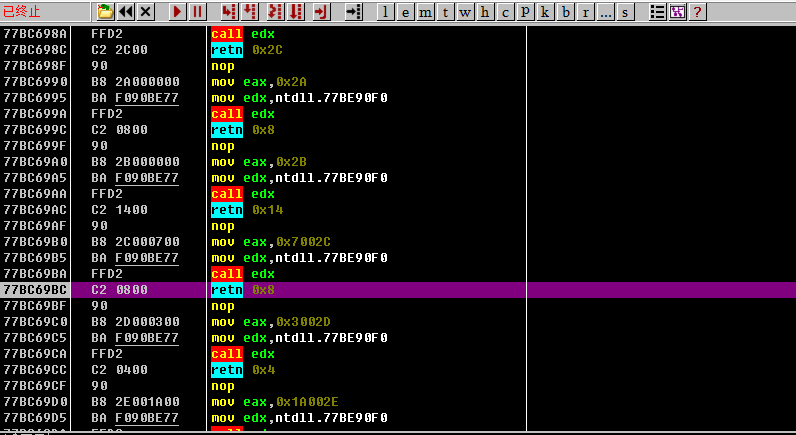 已终止 l e m t w h c p k b r ... s ?
77BC698A FFD2 call edx
77BC698C C2 2C00 retn 0x2C
77BC698F 90 nop
77BC6990 B8 2A000000 mov eax,0x2A
77BC6995 BA F090BE77 mov edx,ntdll.77BE90F0
77BC699A FFD2 call edx
77BC699C C2 0800 retn 0x8
77BC699F 90 nop
77BC69A0 B8 2B000000 mov eax,0x2B
77BC69A5 BA F090BE77 mov edx,ntdll.77BE90F0
77BC69AA FFD2 call edx
77BC69AC C2 1400 retn 0x14
77BC69AF 90 nop
77BC69B0 B8 2C000700 mov eax,0x7002C
77BC69B5 BA F090BE77 mov edx,ntdll.77BE90F0
77BC69BA FFD2 call edx
77BC69BC C2 0800 retn 0x8
77BC69BF 90 nop
77BC69C0 B8 2D000300 mov eax,0x3002D
77BC69C5 BA F090BE77 mov edx,ntdll.77BE90F0
77BC69CA FFD2 call edx
77BC69CC C2 0400 retn 0x4
77BC69CF 90 nop
77BC69D0 B8 2E001A00 mov eax,0x1A002E
77BC69D5 BA F090BE77 mov edx,ntdll.77BE90F0